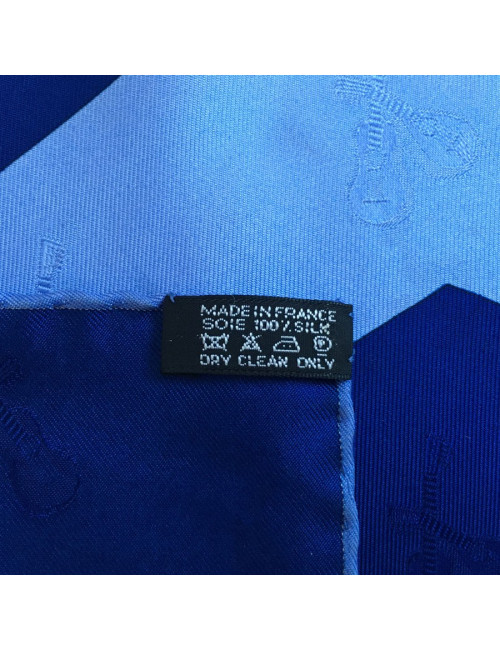 MADE IN FRANCE
SOIE 100% SILK
DRY CLEAN ONLY